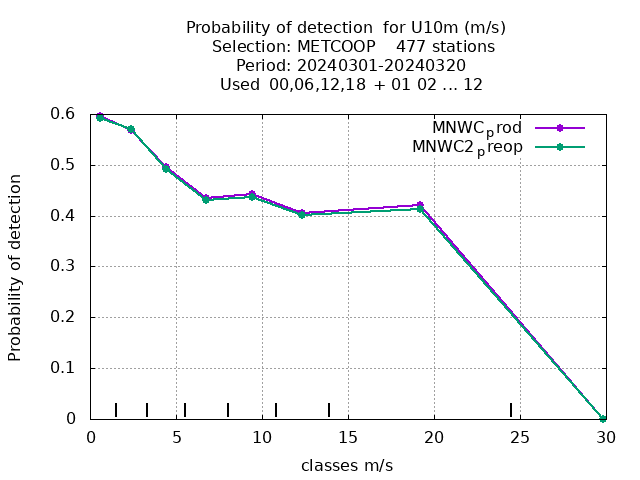 Probability of detection for U10m (m/s)
Selection: METCOOP 477 stations
Period: 20240301-20240320
Used 00,06,12,18 + 01 02 ... 12
MNWC_prod
MNWC2_preop
Probability of detection
0.6
0.5
0.4
0.3
0.2
0.1
0
0 5 10 15 20 25 30
classes m/s